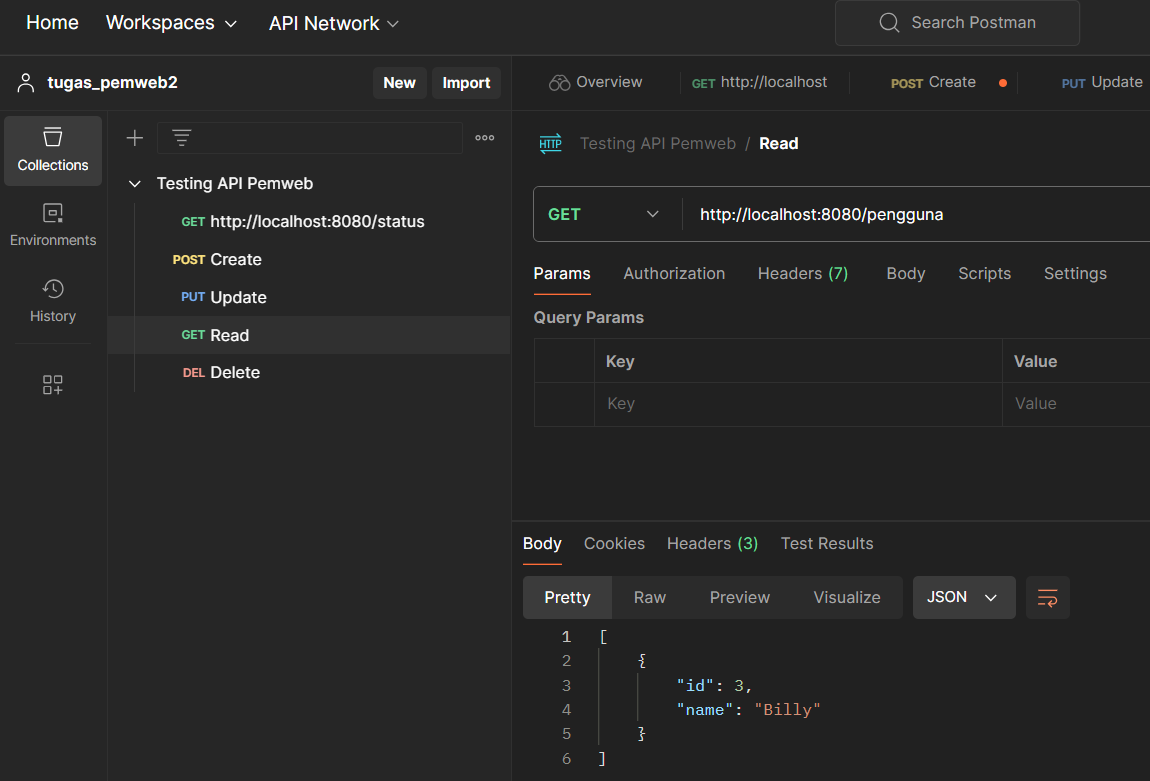 Home Workspaces API Network Search Postman
tugas_pemweb2 New Import
Overview GET http://localhost POST Create PUT Update
Collections
Environments
History
Testing API Pemweb
GET http://localhost:8080/status
POST Create
PUT Update
GET Read
DEL Delete
HTTP Testing API Pemweb / Read
GET http://localhost:8080/pengguna
Params Authorization Headers (7) Body Scripts Settings
Query Params
Key Value
Key Value
Body Cookies Headers (3) Test Results
Pretty Raw Preview Visualize JSON
1 [
2 {
3 "id": 3,
4 "name": "Billy"
5 }
6 ]